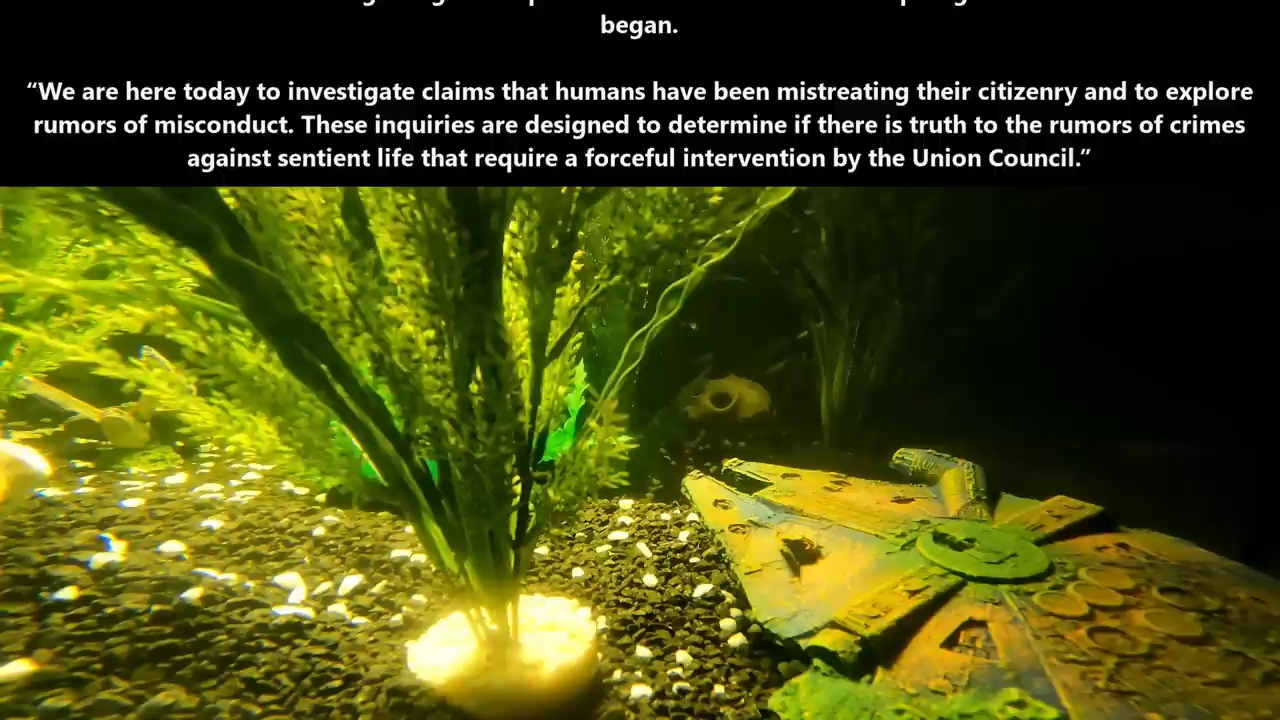 began.
“We are here today to investigate claims that humans have been mistreating their citizenry and to explore
rumors of misconduct. These inquiries are designed to determine if there is truth to the rumors of crimes
against sentient life that require a forceful intervention by the Union Council.”